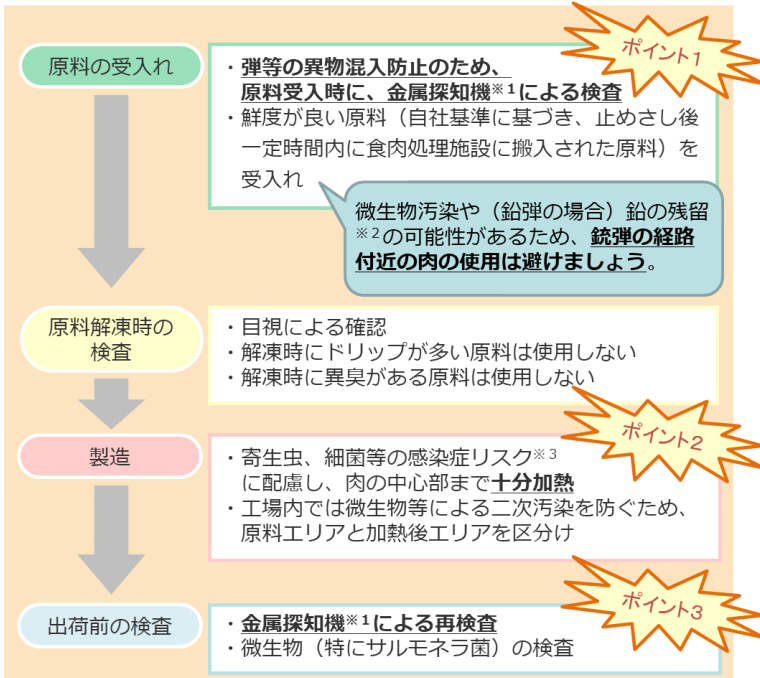 ポイント1
原料の受入れ
・弾等の異物混入防止のため、
原料受入時に、金属探知機※1による検査
・鮮度が良い原料（自社基準に基づき、止めさし後
一定時間内に食肉処理施設に搬入された原料）を
受入れ
微生物汚染や（鉛弾の場合）鉛の残留
※2の可能性があるため、銃弾の経路
付近の肉の使用は避けましょう。
原料解凍時の
検査
・目視による確認
・解凍時にドリップが多い原料は使用しない
・解凍時に異臭がある原料は使用しない
ポイント2
製造
・寄生虫、細菌等の感染症リスク※3
に配慮し、肉の中心部まで十分加熱
・工場内では微生物等による二次汚染を防ぐため、
原料エリアと加熱後エリアを区分け
ポイント3
出荷前の検査
・金属探知機※1による再検査
・微生物（特にサルモネラ菌）の検査